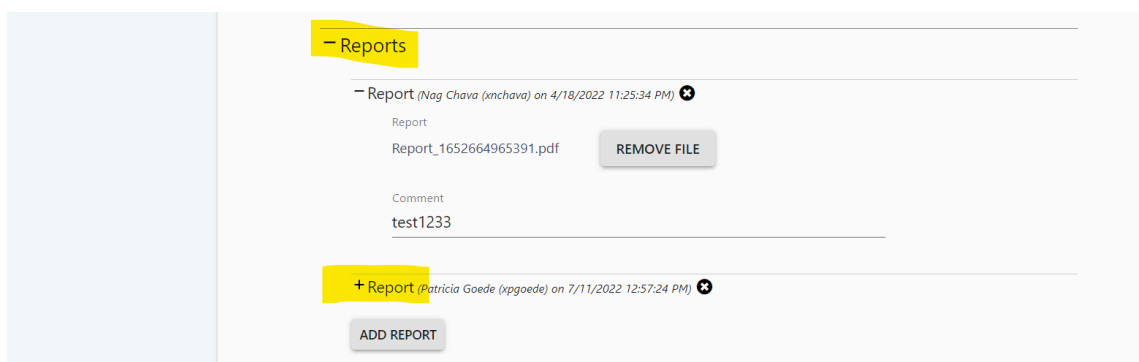 − Reports
− Report (Nag Chava (xnchava) on 4/18/2022 11:25:34 PM)
Report
Report_1652664965391.pdf REMOVE FILE
Comment
test1233
+ Report (Patricia Goede (xpgoede) on 7/11/2022 12:57:24 PM)
ADD REPORT